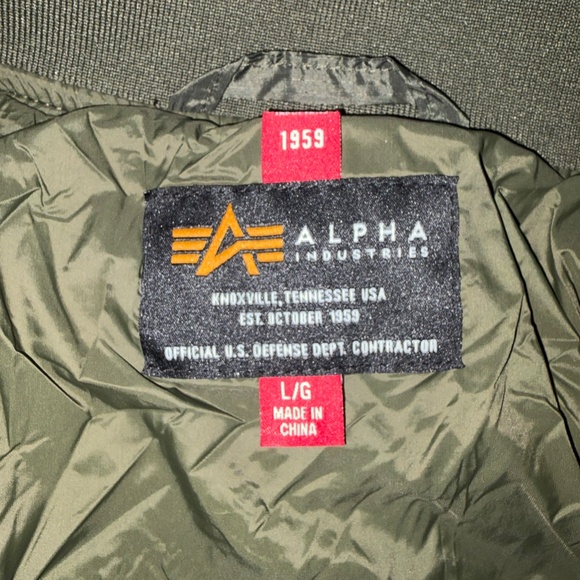 1959
ALPHA
INDUSTRIES
KNOXVILLE, TENNESSEE USA
EST. OCTOBER 1959
OFFICIAL U.S. DEFENSE DEPT. CONTRACTOR
L/G
MADE IN
CHINA